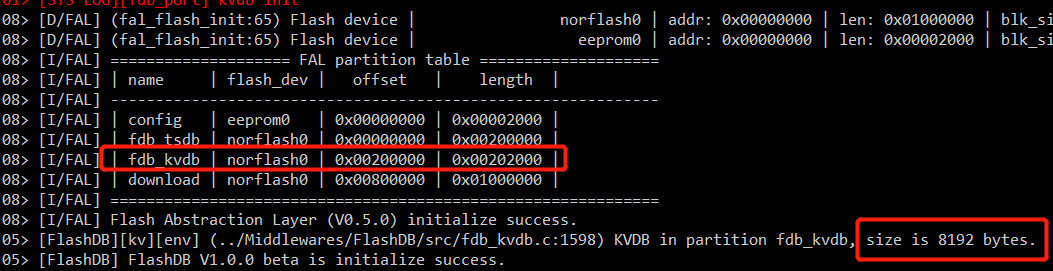 01> [SYS LOG][fdb_port] kvdb init
08> [D/FAL] (fal_flash_init:65) Flash device | norflash0 | addr: 0x00000000 | len: 0x01000000 | blk_si
08> [D/FAL] (fal_flash_init:65) Flash device | eeprom0 | addr: 0x00000000 | len: 0x00002000 | blk_si
08> [I/FAL] ==================== FAL partition table ====================
08> [I/FAL] | name | flash_dev | offset | length |
08> [I/FAL] -------------------------------------------------------------
08> [I/FAL] | config | eeprom0 | 0x00000000 | 0x00002000 |
08> [I/FAL] | fdb_tsdb | norflash0 | 0x00000000 | 0x00200000 |
08> [I/FAL] | fdb_kvdb | norflash0 | 0x00200000 | 0x00202000 |
08> [I/FAL] | download | norflash0 | 0x00800000 | 0x01000000 |
08> [I/FAL] =============================================================
08> [I/FAL] Flash Abstraction Layer (V0.5.0) initialize success.
05> [FlashDB][kv][env] (../Middlewares/FlashDB/src/fdb_kvdb.c:1598) KVDB in partition fdb_kvdb, size is 8192 bytes.
05> [FlashDB] FlashDB V1.0.0 beta is initialize success.